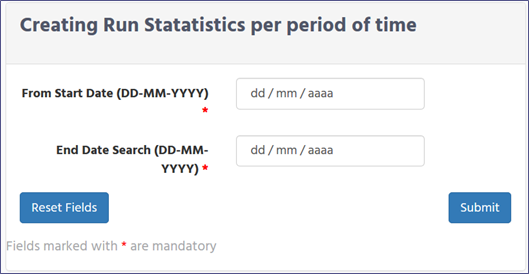 Creating Run Statatistics per period of time
From Start Date (DD-MM-YYYY) dd / mm / aaaa
*
End Date Search (DD-MM- dd / mm / aaaa
YYYY) *
Reset Fields Submit
Fields marked with * are mandatory